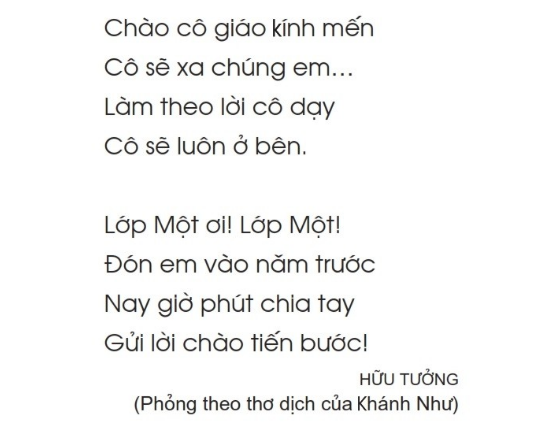 Chào cô giáo kính mến
Cô sẽ xa chúng em...
Làm theo lời cô dạy
Cô sẽ luôn ở bên.

Lớp Một ơi! Lớp Một!
Đón em vào năm trước
Nay giờ phút chia tay
Gửi lời chào tiến bước!
HỮU TƯỞNG
(Phỏng theo thơ dịch của Khánh Như)